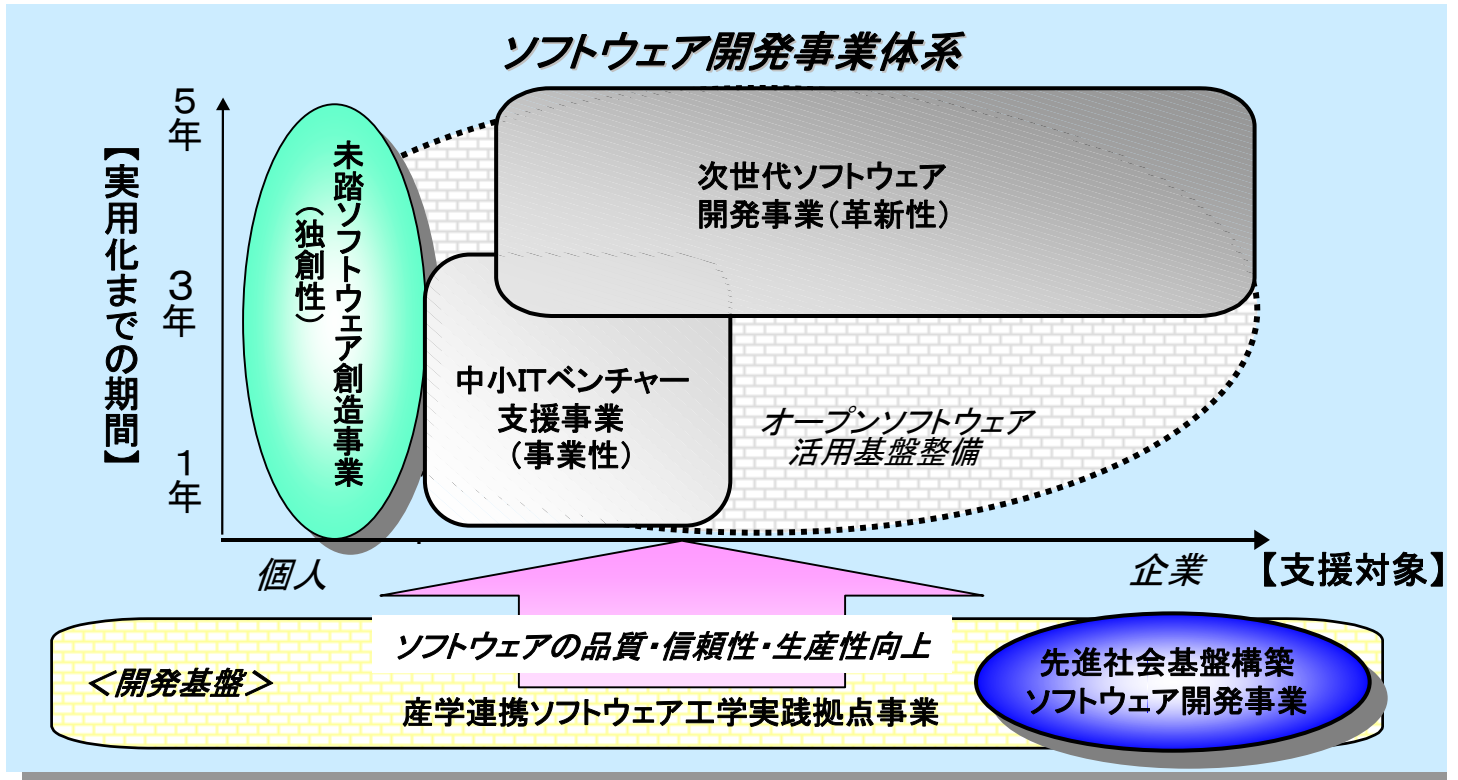 ソフトウェア開発事業体系
5
年
3
年
1
年
【実用化までの期間】
未踏ソフトウェア創造事業
(独創性)
次世代ソフトウェア
開発事業(革新性)
中小ITベンチャー
支援事業
(事業性)
オープンソフトウェア
活用基盤整備
個人
企業
【支援対象】
ソフトウェアの品質・信頼性・生産性向上
<開発基盤>
産学連携ソフトウェア工学実践拠点事業
先進社会基盤構築
ソフトウェア開発事業